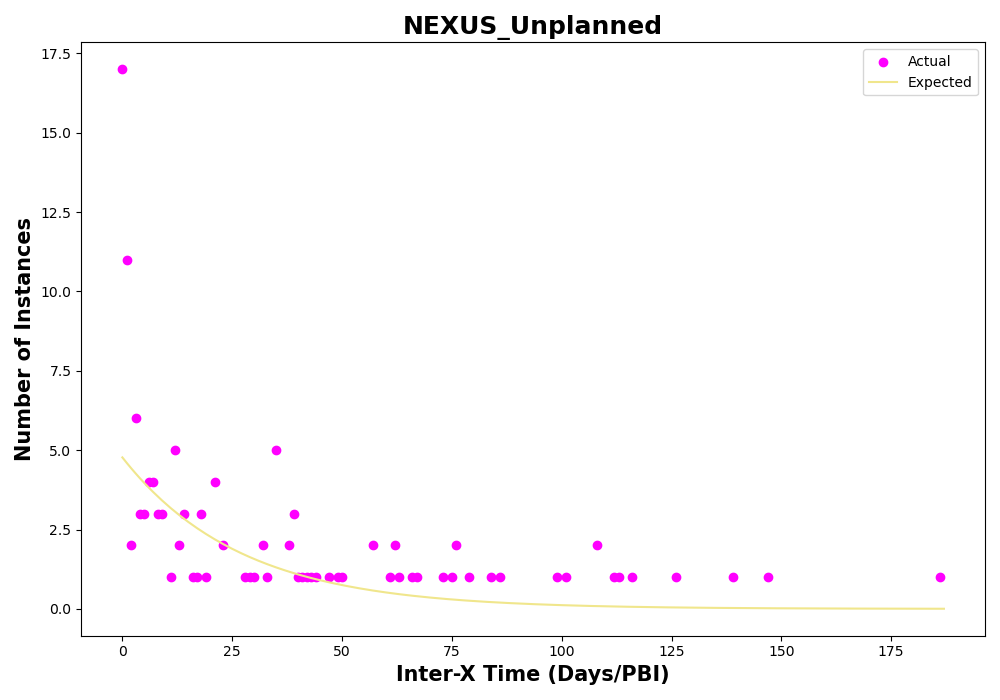 NEXUS_Unplanned
Actual
Expected
17.5
15.0
12.5
10.0
7.5
5.0
2.5
0.0
Number of Instances
0 25 50 75 100 125 150 175
Inter-X Time (Days/PBI)